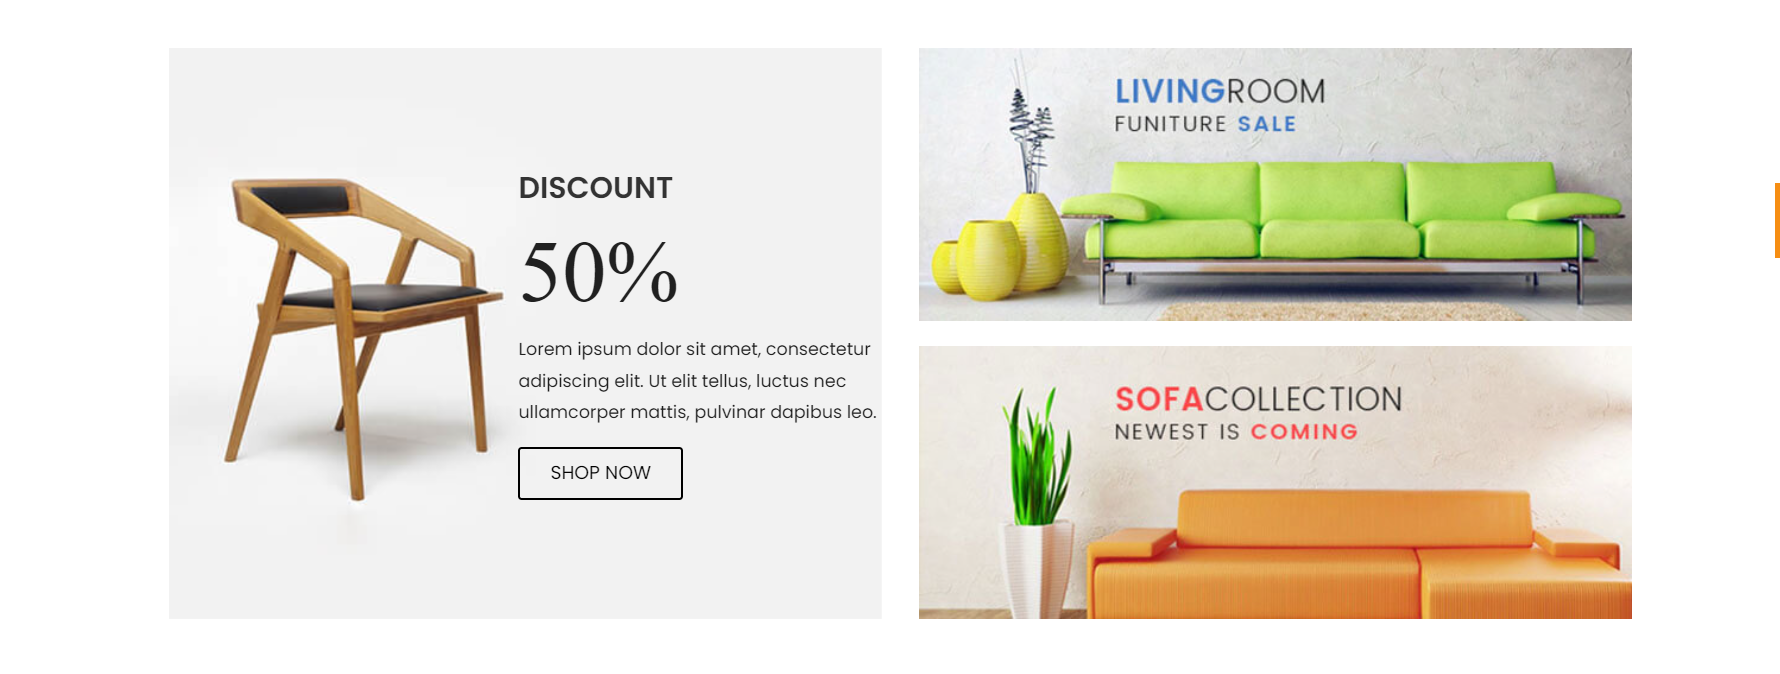 DISCOUNT
50%
Lorem ipsum dolor sit amet, consectetur
adipiscing elit. Ut elit tellus, luctus nec
ullamcorper mattis, pulvinar dapibus leo.
SHOP NOW
LIVINGROOM
FUNITURE SALE
SOFACOLLECTION
NEWEST IS COMING